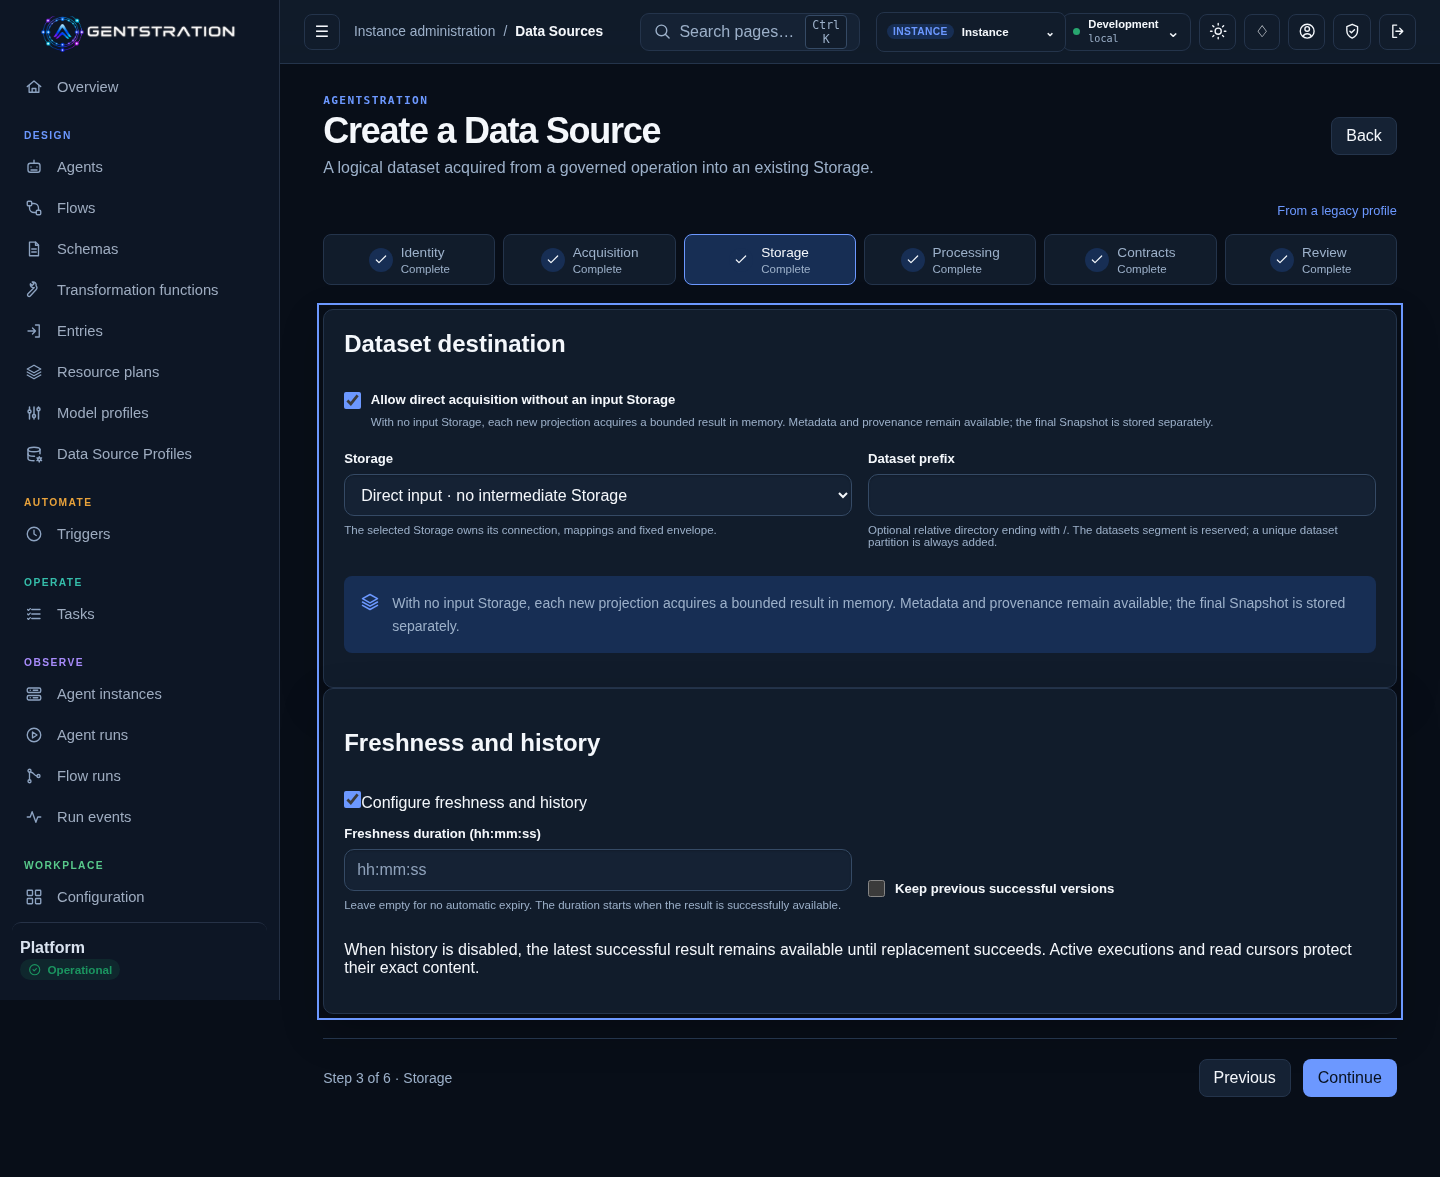 GENTSTRATION
Overview
DESIGN
Agents
Flows
Schemas
Transformation functions
Entries
Resource plans
Model profiles
Data Source Profiles
AUTOMATE
Triggers
OPERATE
Tasks
OBSERVE
Agent instances
Agent runs
Flow runs
Run events
WORKPLACE
Configuration
Platform
Operational
Instance administration / Data Sources
Search pages…
Ctrl
K
INSTANCE Instance
Development
local
AGENTSTRATION
Create a Data Source
A logical dataset acquired from a governed operation into an existing Storage.
Back
From a legacy profile
Identity
Complete
Acquisition
Complete
Storage
Complete
Processing
Complete
Contracts
Complete
Review
Complete
Dataset destination
Allow direct acquisition without an input Storage
With no input Storage, each new projection acquires a bounded result in memory. Metadata and provenance remain available; the final Snapshot is stored separately.
Storage
Direct input · no intermediate Storage
The selected Storage owns its connection, mappings and fixed envelope.
Dataset prefix
Optional relative directory ending with /. The datasets segment is reserved; a unique dataset
partition is always added.
With no input Storage, each new projection acquires a bounded result in memory. Metadata and provenance remain available; the final Snapshot is stored
separately.
Freshness and history
Configure freshness and history
Freshness duration (hh:mm:ss)
hh:mm:ss
Leave empty for no automatic expiry. The duration starts when the result is successfully available.
Keep previous successful versions
When history is disabled, the latest successful result remains available until replacement succeeds. Active executions and read cursors protect
their exact content.
Step 3 of 6 · Storage
Previous
Continue